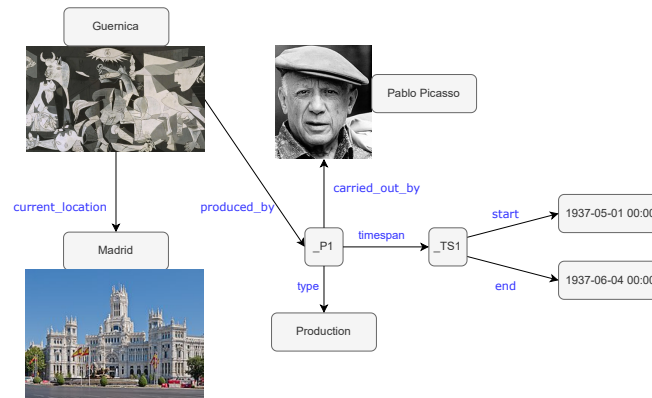 Guernica
Pablo Picasso
current_location
produced_by
carried_out_by
Madrid
_P1
timespan
_TS1
start
1937-05-01 00:00
end
1937-06-04 00:00
type
Production